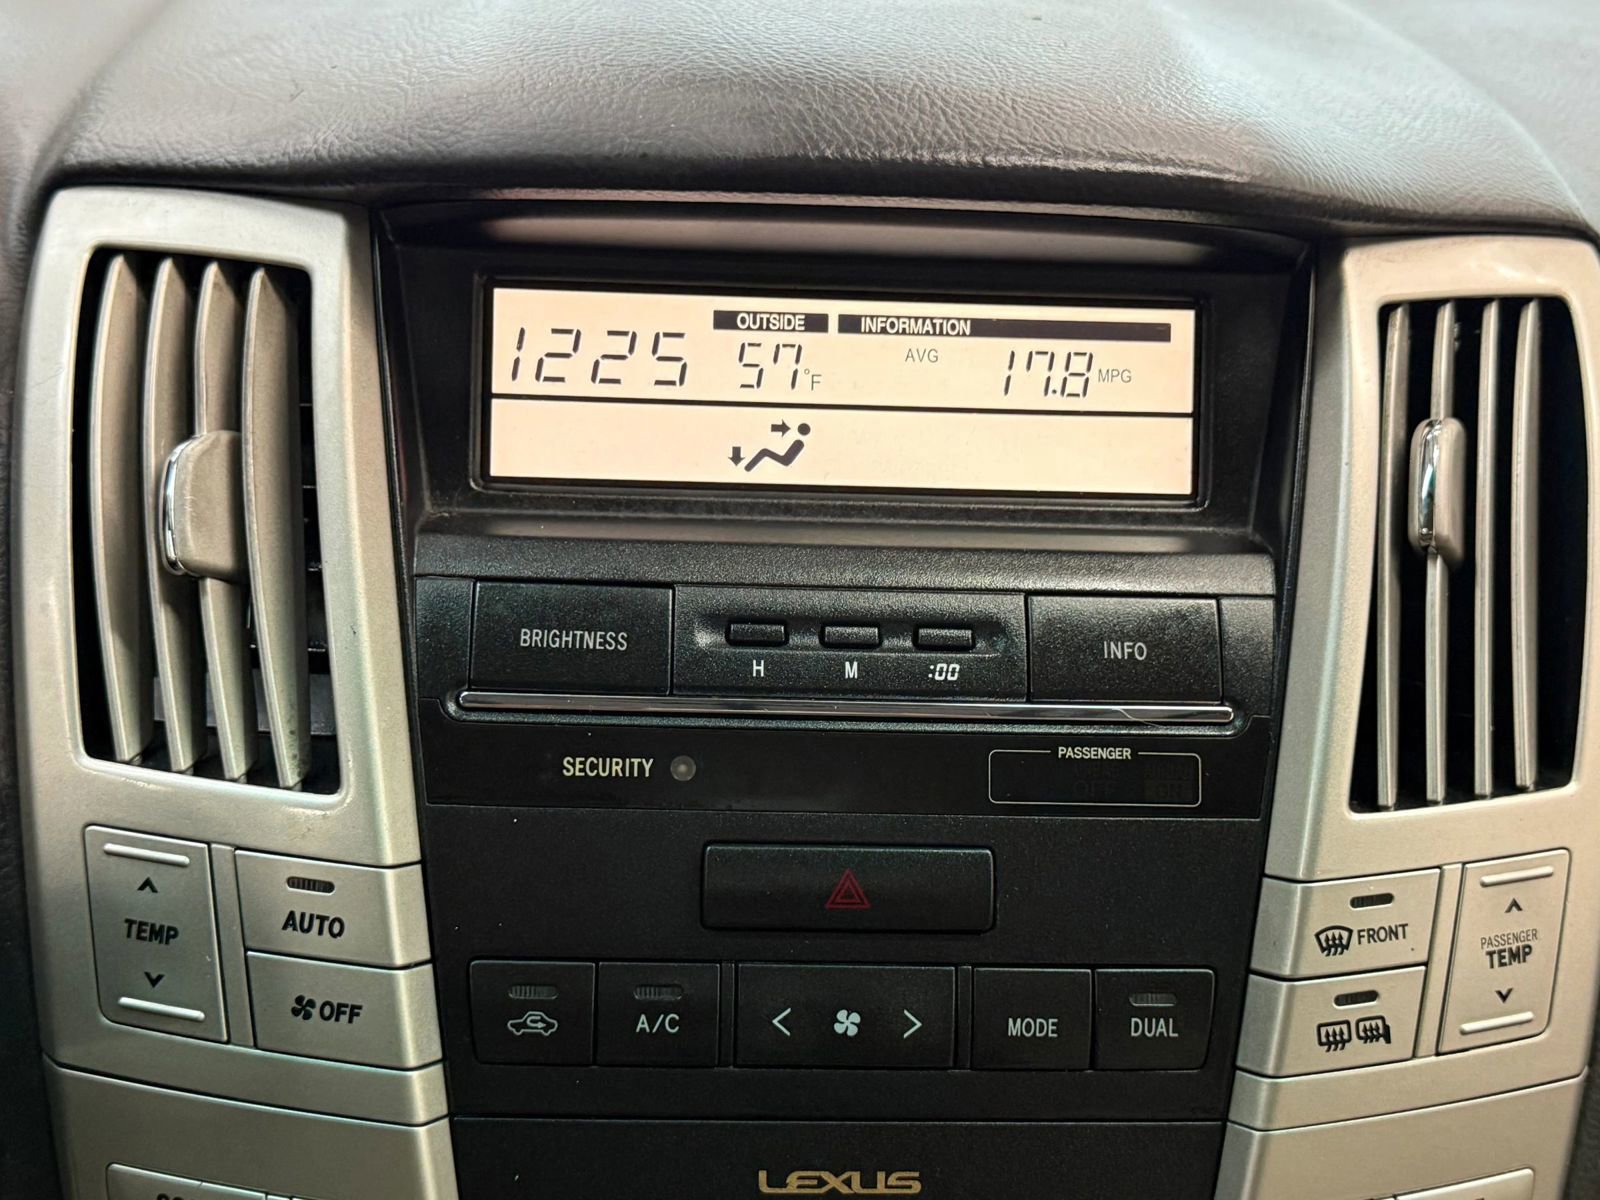 OUTSIDE INFORMATION
1225 57°F AVG 17.8 MPG
BRIGHTNESS
H M :00
INFO
SECURITY
PASSENGER
OFF
TEMP
AUTO
OFF
A/C
MODE
DUAL
FRONT
PASSENGER
TEMP
LEXUS